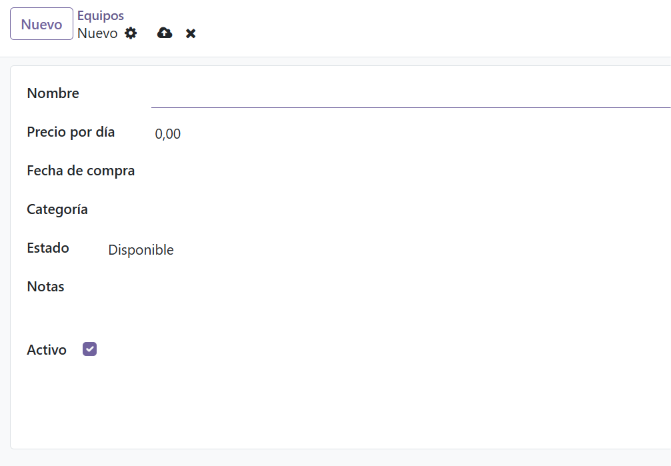 Nuevo
Equipos
Nuevo
Nombre
Precio por día 0,00
Fecha de compra
Categoría
Estado Disponible
Notas
Activo